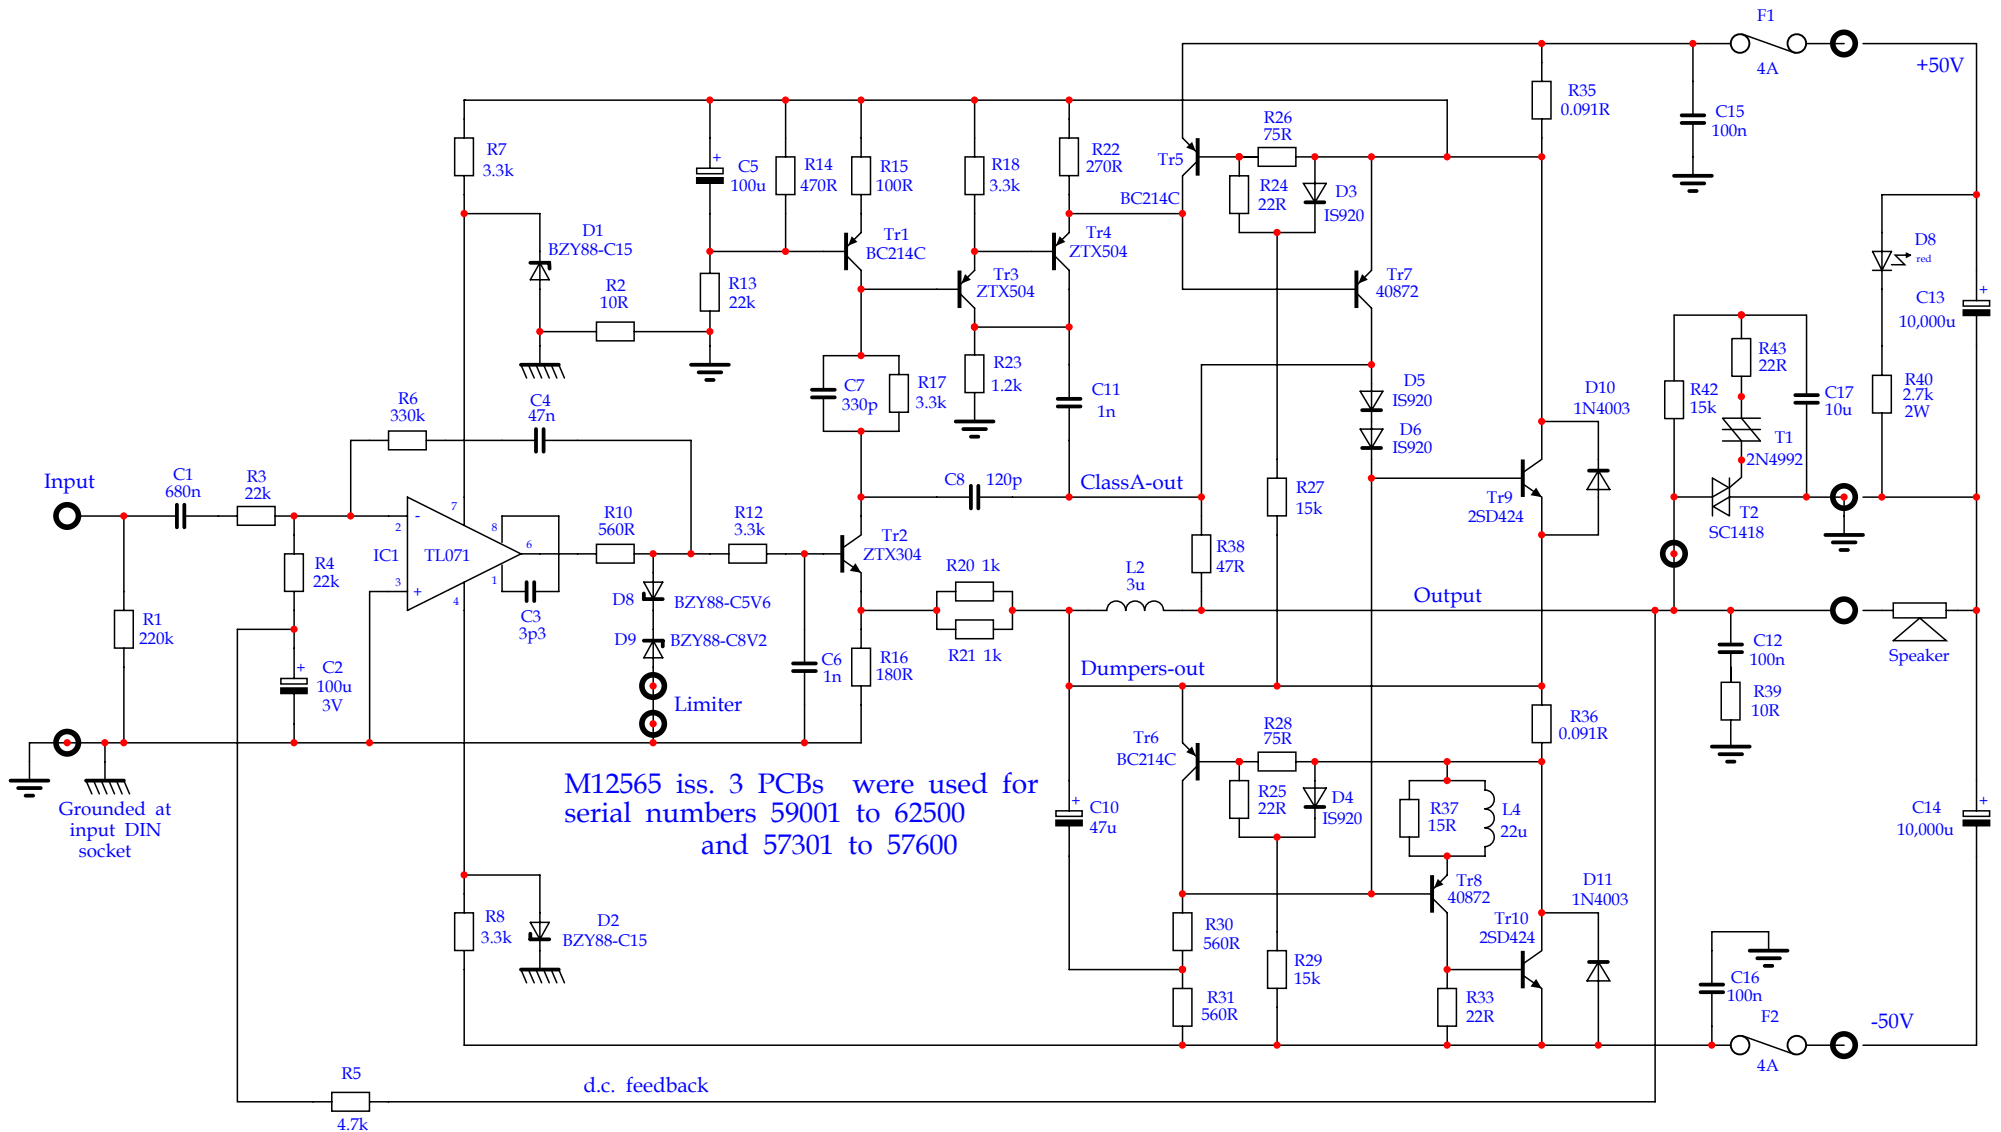 F1
4A
+50V
R35
0.091R
C15
100n
R26
75R
R7
3.3k
C5
+
100u
R14
470R
R15
100R
R18
3.3k
R22
270R
Tr5
BC214C
R24
22R
D3
IS920
D1
BZY88-C15
Tr1
BC214C
Tr4
ZTX504
D8
red
R2
10R
R13
22k
Tr3
ZTX504
Tr7
40872
+
C13
10,000u
R6
330k
C4
47n
C7
330p
R17
3.3k
R23
1.2k
C11
1n
D5
IS920
D6
IS920
D10
1N4003
R43
22R
R42
15k
C17
10u
R40
2.7k
2W
T1
2N4992
Input
C1
680n
R3
22k
C8 120p
ClassA-out
R27
15k
Tr9
2SD424
T2
SC1418
7
2
-
8
6
IC1 TL071
3
+
1
4
R10
560R
R12
3.3k
Tr2
ZTX304
R38
47R
R4
22k
C3
3p3
D8 BZY88-C5V6
D9 BZY88-C8V2
R20 1k
R21 1k
L2
3u
Output
R1
220k
+
C2
100u
3V
C6
1n
R16
180R
Dumpers-out
C12
100n
R39
10R
Speaker
Limiter
Tr6
BC214C
R28
75R
R36
0.091R
Grounded at
input DIN
socket
M12565 iss. 3 PCBs were used for
serial numbers 59001 to 62500
and 57301 to 57600
+
C10
47u
R25
22R
D4
IS920
R37
15R
L4
22u
+
C14
10,000u
Tr8
40872
D11
1N4003
R8
3.3k
D2
BZY88-C15
R30
560R
Tr10
2SD424
R29
15k
R31
560R
R33
22R
C16
100n
F2
4A
-50V
R5
4.7k
d.c. feedback